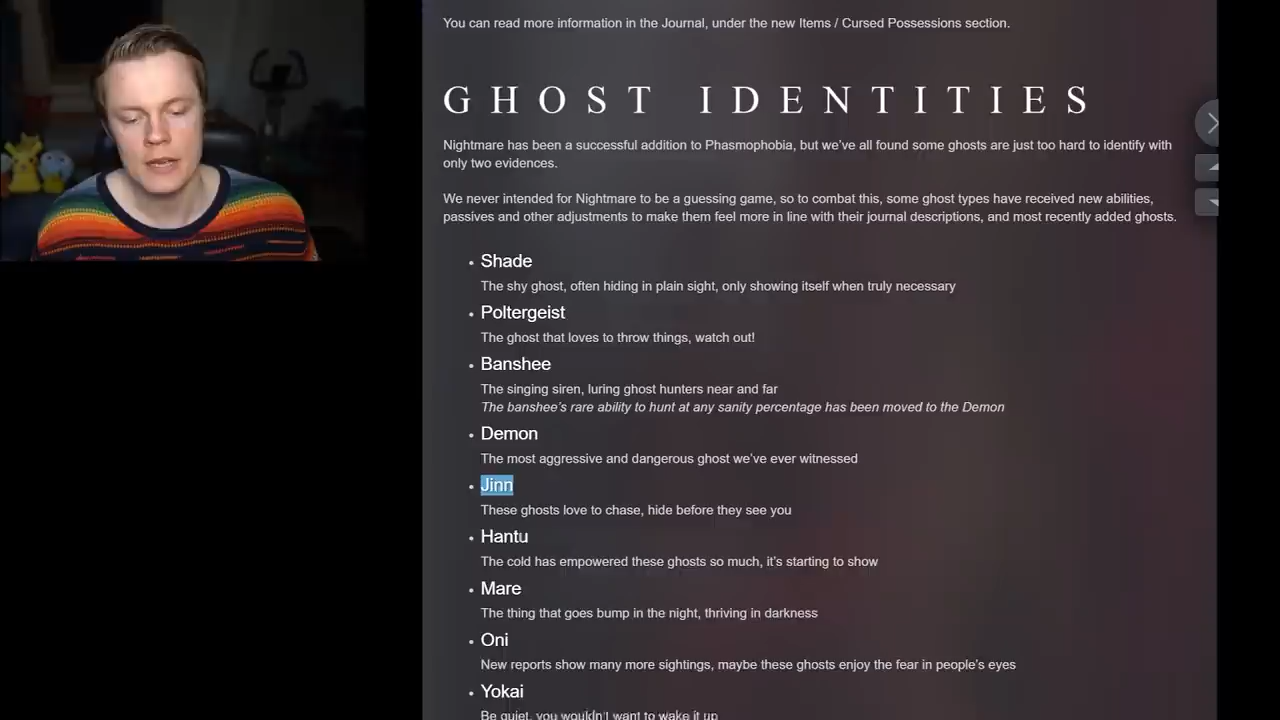 You can read more information in the Journal, under the new Items / Cursed Possessions section.
GHOST IDENTITIES
Nightmare has been a successful addition to Phasmophobia, but we've all found some ghosts are just too hard to identify with
only two evidences.
We never intended for Nightmare to be a guessing game, so to combat this, some ghost types have received new abilities,
passives and other adjustments to make them feel more in line with their journal descriptions, and most recently added ghosts.
• Shade
The shy ghost, often hiding in plain sight, only showing itself when truly necessary
• Poltergeist
The ghost that loves to throw things, watch out!
• Banshee
The singing siren, luring ghost hunters near and far
The banshee's rare ability to hunt at any sanity percentage has been moved to the Demon
• Demon
The most aggressive and dangerous ghost we've ever witnessed
• Jinn
These ghosts love to chase, hide before they see you
• Hantu
The cold has empowered these ghosts so much, it's starting to show
• Mare
The thing that goes bump in the night, thriving in darkness
• Oni
New reports show many more sightings, maybe these ghosts enjoy the fear in people's eyes
• Yokai
Be quiet, you wouldn't want to wake it up